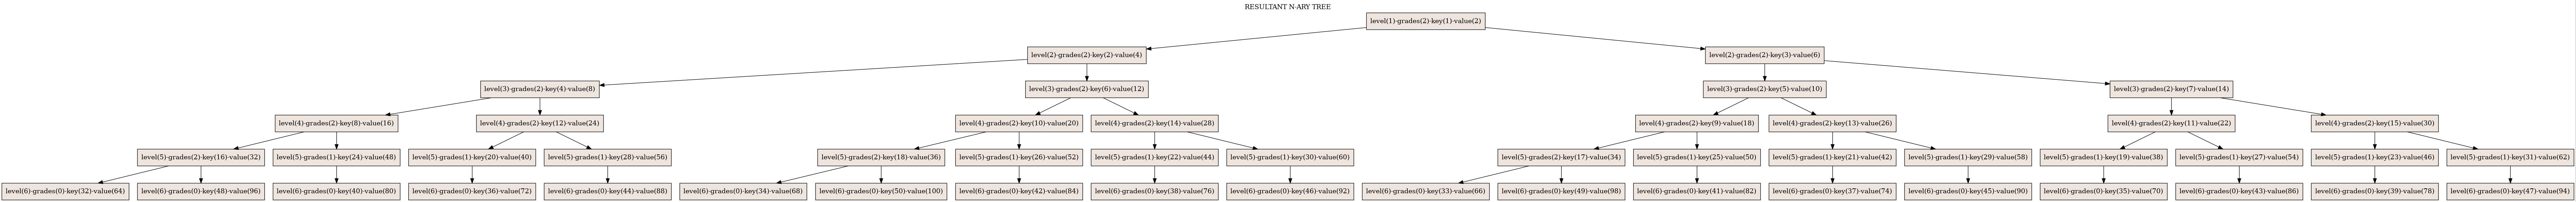 RESULTANT N-ARY TREE
level(1)-grades(2)-key(1)-value(2)
level(2)-grades(2)-key(2)-value(4)
level(2)-grades(2)-key(3)-value(6)
level(3)-grades(2)-key(4)-value(8)
level(3)-grades(2)-key(6)-value(12)
level(3)-grades(2)-key(5)-value(10)
level(3)-grades(2)-key(7)-value(14)
level(4)-grades(2)-key(8)-value(16)
level(4)-grades(2)-key(12)-value(24)
level(4)-grades(2)-key(10)-value(20)
level(4)-grades(2)-key(14)-value(28)
level(4)-grades(2)-key(9)-value(18)
level(4)-grades(2)-key(13)-value(26)
level(4)-grades(2)-key(11)-value(22)
level(4)-grades(2)-key(15)-value(30)
level(5)-grades(2)-key(16)-value(32)
level(5)-grades(1)-key(24)-value(48)
level(5)-grades(1)-key(20)-value(40)
level(5)-grades(1)-key(28)-value(56)
level(5)-grades(2)-key(18)-value(36)
level(5)-grades(1)-key(26)-value(52)
level(5)-grades(1)-key(22)-value(44)
level(5)-grades(1)-key(30)-value(60)
level(5)-grades(2)-key(17)-value(34)
level(5)-grades(1)-key(25)-value(50)
level(5)-grades(1)-key(21)-value(42)
level(5)-grades(1)-key(29)-value(58)
level(5)-grades(1)-key(19)-value(38)
level(5)-grades(1)-key(27)-value(54)
level(5)-grades(1)-key(23)-value(46)
level(5)-grades(1)-key(31)-value(62)
level(6)-grades(0)-key(32)-value(64)
level(6)-grades(0)-key(48)-value(96)
level(6)-grades(0)-key(40)-value(80)
level(6)-grades(0)-key(36)-value(72)
level(6)-grades(0)-key(44)-value(88)
level(6)-grades(0)-key(34)-value(68)
level(6)-grades(0)-key(50)-value(100)
level(6)-grades(0)-key(42)-value(84)
level(6)-grades(0)-key(38)-value(76)
level(6)-grades(0)-key(46)-value(92)
level(6)-grades(0)-key(33)-value(66)
level(6)-grades(0)-key(49)-value(98)
level(6)-grades(0)-key(41)-value(82)
level(6)-grades(0)-key(37)-value(74)
level(6)-grades(0)-key(45)-value(90)
level(6)-grades(0)-key(35)-value(70)
level(6)-grades(0)-key(43)-value(86)
level(6)-grades(0)-key(39)-value(78)
level(6)-grades(0)-key(47)-value(94)